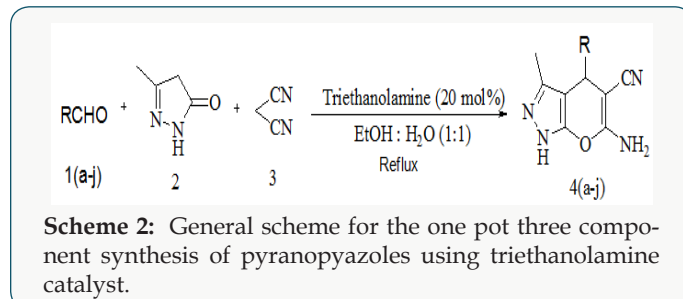 R
CN
CN
RCHO + N N H O + CN Triethanolamine (20 mol%) N N H O NH2
EtOH : H2O (1:1)
Reflux
1(a-j) 2 3 4(a-j)
Scheme 2: General scheme for the one pot three compo-
nent synthesis of pyranopyazoles using triethanolamine
catalyst.